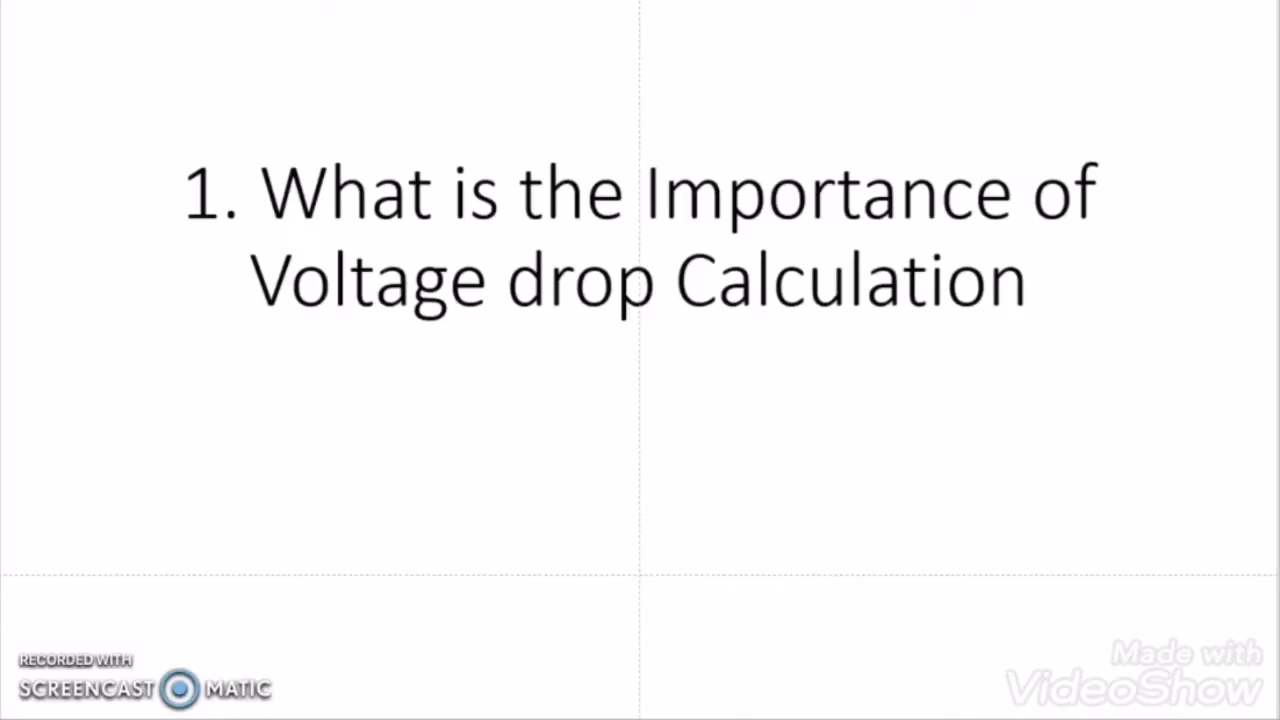 1. What is the Importance of
Voltage drop Calculation
RECORDED WITH
SCREENCAST MATIC
Made with
VideoShow